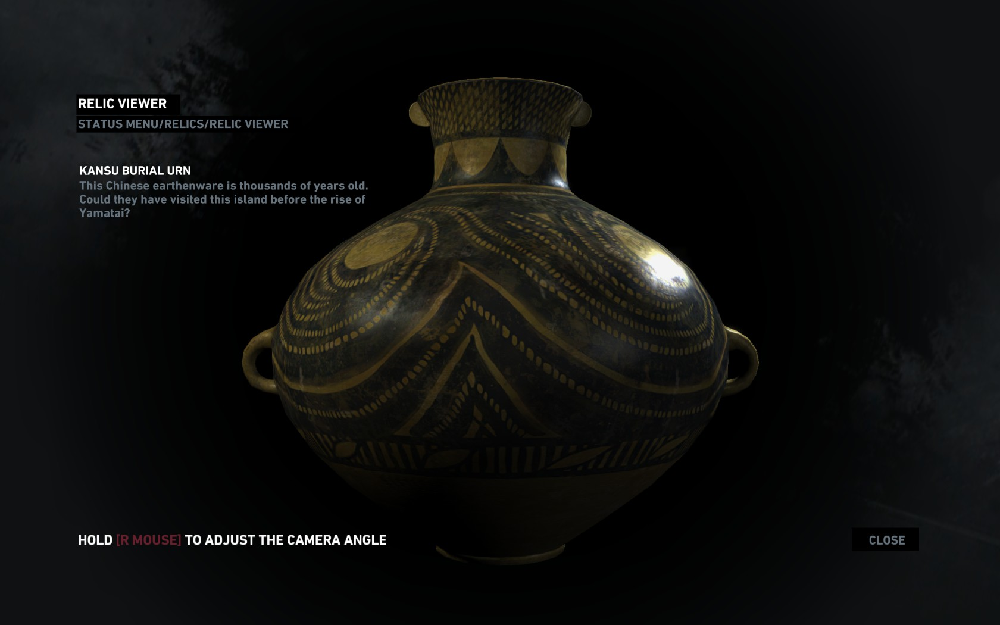 RELIC VIEWER
STATUS MENU/RELICS/RELIC VIEWER
KANSU BURIAL URN
This Chinese earthenware is thousands of years old.
Could they have visited this island before the rise of
Yamatai?
HOLD [R MOUSE] TO ADJUST THE CAMERA ANGLE
CLOSE